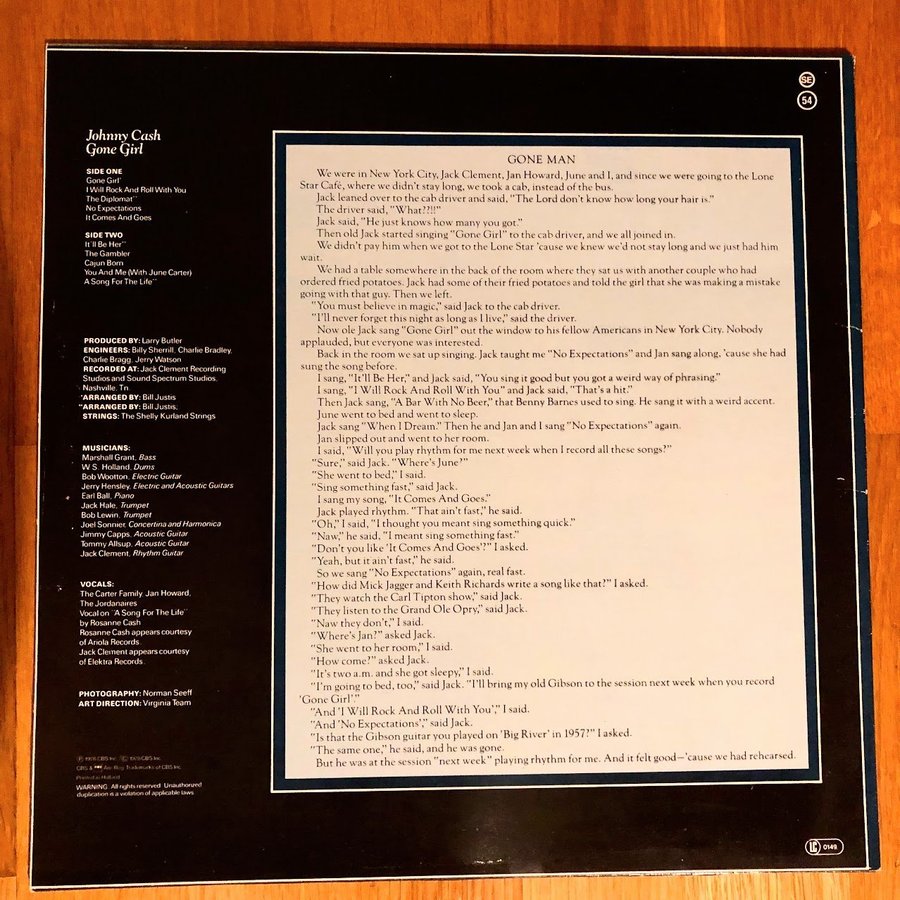 SE
54
Johnny Cash
Gone Girl
SIDE ONE
Gone Girl*
I Will Rock And Roll With You
The Diplomat**
No Expectations
It Comes And Goes
SIDE TWO
It'll Be Her**
The Gambler
Cajun Born
You And Me (With June Carter)
A Song For The Life**
PRODUCED BY: Larry Butler
ENGINEERS: Billy Sherrill, Charlie Bradley,
Charlie Bragg, Jerry Watson
RECORDED AT: Jack Clement Recording
Studios and Sound Spectrum Studios,
Nashville, Tn.
*ARRANGED BY: Bill Justis
**ARRANGED BY: Bill Justis;
STRINGS: The Shelly Kurland Strings
MUSICIANS:
Marshall Grant, Bass
W.S. Holland, Dums
Bob Wootton, Electric Guitar
Jerry Hensley, Electric and Acoustic Guitars
Earl Ball, Piano
Jack Hale, Trumpet
Bob Lewin, Trumpet
Joel Sonnier, Concertina and Harmonica
Jimmy Capps, Acoustic Guitar
Tommy Allsup, Acoustic Guitar
Jack Clement, Rhythm Guitar
VOCALS:
The Carter Family, Jan Howard,
The Jordanaires
Vocal on "A Song For The Life"
by Rosanne Cash
Rosanne Cash appears courtesy
of Ariola Records.
Jack Clement appears courtesy
of Elektra Records.
PHOTOGRAPHY: Norman Seeff
ART DIRECTION: Virginia Team
℗ 1978 CBS Inc. © 1978 CBS Inc.
CBS & Are Reg. Trademarks of CBS Inc.
Printed in Holland
WARNING: All rights reserved. Unauthorized
duplication is a violation of applicable laws
GONE MAN
We were in New York City, Jack Clement, Jan Howard, June and I, and since we were going to the Lone
Star Café, where we didn't stay long, we took a cab, instead of the bus.
Jack leaned over to the cab driver and said, "The Lord don't know how long your hair is."
The driver said, "What??!!"
Jack said, "He just knows how many you got."
Then old Jack started singing "Gone Girl" to the cab driver, and we all joined in.
We didn't pay him when we got to the Lone Star 'cause we knew we'd not stay long and we just had him
wait.
We had a table somewhere in the back of the room where they sat us with another couple who had
ordered fried potatoes. Jack had some of their fried potatoes and told the girl that she was making a mistake
going with that guy. Then we left.
"You must believe in magic," said Jack to the cab driver.
"I'll never forget this night as long as I live," said the driver.
Now ole Jack sang "Gone Girl" out the window to his fellow Americans in New York City. Nobody
applauded, but everyone was interested.
Back in the room we sat up singing. Jack taught me "No Expectations" and Jan sang along, 'cause she had
sung the song before.
I sang, "It'll Be Her," and Jack said, "You sing it good but you got a weird way of phrasing."
I sang, "I Will Rock And Roll With You" and Jack said, "That's a hit."
Then Jack sang, "A Bar With No Beer," that Benny Barnes used to sing. He sang it with a weird accent.
June went to bed and went to sleep.
Jack sang "When I Dream." Then he and Jan and I sang "No Expectations" again.
Jan slipped out and went to her room.
I said, "Will you play rhythm for me next week when I record all these songs?"
"Sure," said Jack. "Where's June?"
"She went to bed," I said.
"Sing something fast," said Jack.
I sang my song, "It Comes And Goes."
Jack played rhythm. "That ain't fast," he said.
"Oh," I said, "I thought you meant sing something quick."
"Naw," he said, "I meant sing something fast."
"Don't you like 'It Comes And Goes'?" I asked.
"Yeah, but it ain't fast," he said.
So we sang "No Expectations" again, real fast.
"How did Mick Jagger and Keith Richards write a song like that?" I asked.
"They watch the Carl Tipton show," said Jack.
"They listen to the Grand Ole Opry," said Jack.
"Naw they don't," I said.
"Where's Jan?" asked Jack.
"She went to her room," I said.
"How come?" asked Jack.
"It's two a.m. and she got sleepy," I said.
"I'm going to bed, too," said Jack. "I'll bring my old Gibson to the session next week when you record
'Gone Girl'."
"And 'I Will Rock And Roll With You'," I said.
"And 'No Expectations'," said Jack.
"Is that the Gibson guitar you played on 'Big River' in 1957?" I asked.
"The same one," he said, and he was gone.
But he was at the session "next week" playing rhythm for me. And it felt good—'cause we had rehearsed.
LC 0149